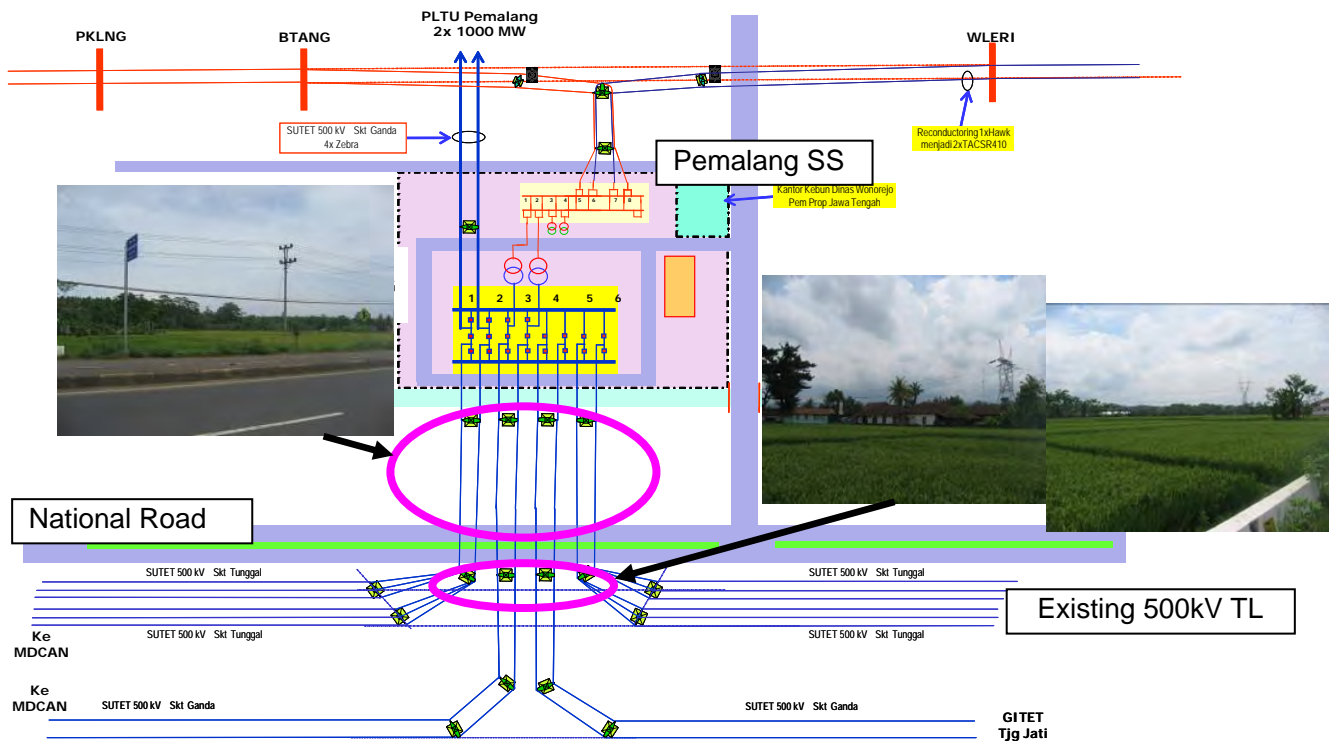 PLTU Pemalang
2x 1000 MW
PKLNG
BTANG
WLERI
SUTET 500 kV Skt Ganda
4x Zebra
Reconductoring 1xHawk
menjadi 2xTACSR410
Pemalang SS
Kantor Kebun Dinas Wonorejo
Pem Prop Jawa Tengah
1 2 3 4 5 6 7 8
1 2 3 4 5 6
National Road
SUTET 500 kV Skt Tunggal
SUTET 500 kV Skt Tunggal
Existing 500kV TL
Ke
MDCAN
SUTET 500 kV Skt Tunggal
SUTET 500 kV Skt Tunggal
Ke
MDCAN
SUTET 500 kV Skt Ganda
SUTET 500 kV Skt Ganda
GITET
Tjg Jati